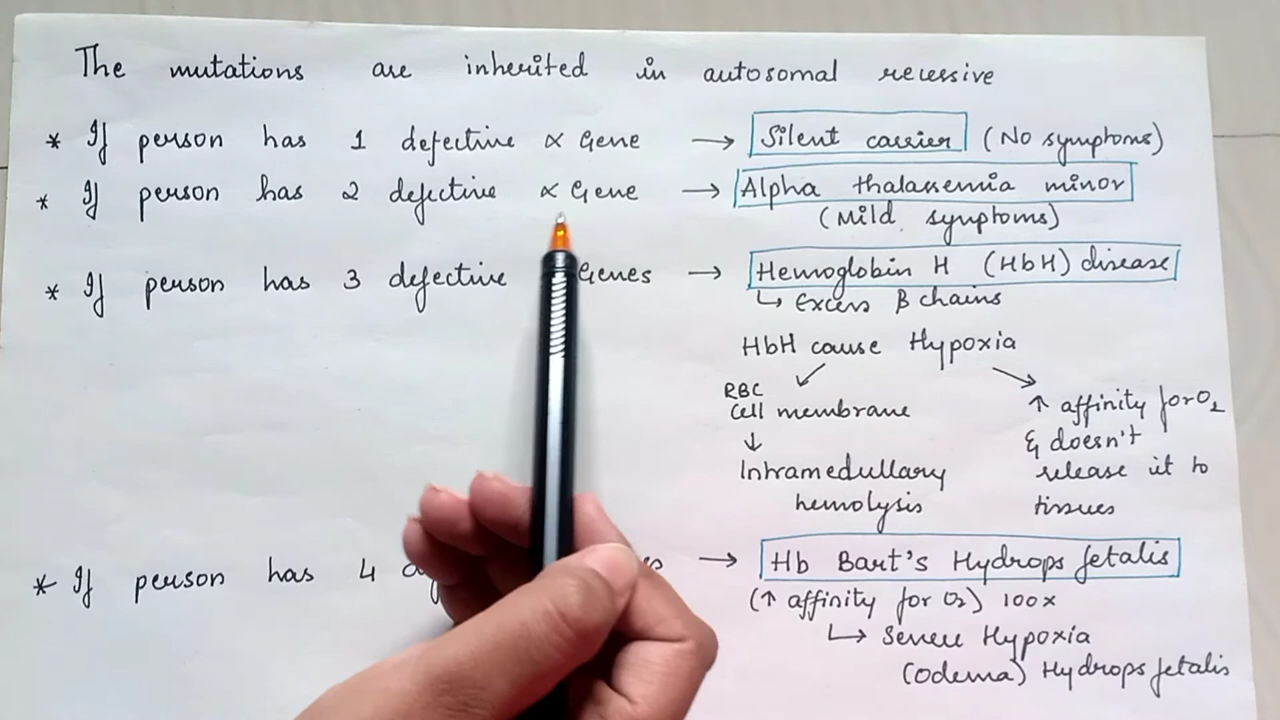 The mutations are inherited in autosomal recessive
* If person has 1 defective α Gene → Silent carrier (No symptoms)
* If person has 2 defective α Gene → Alpha thalassemia minor
(Mild symptoms)
* If person has 3 defective Genes → Hemoglobin H (HbH) disease
↳ Excess β chains
HbH cause Hypoxia
RBC
Cell membrane
↓
Intramedullary
hemolysis
↑ affinity for O₂
& doesn't
release it to
tissues
* If person has 4 → Hb Bart's Hydrops fetalis
(↑ affinity for O₂) 100x
↳ Severe Hypoxia
(Odema) Hydrops fetalis